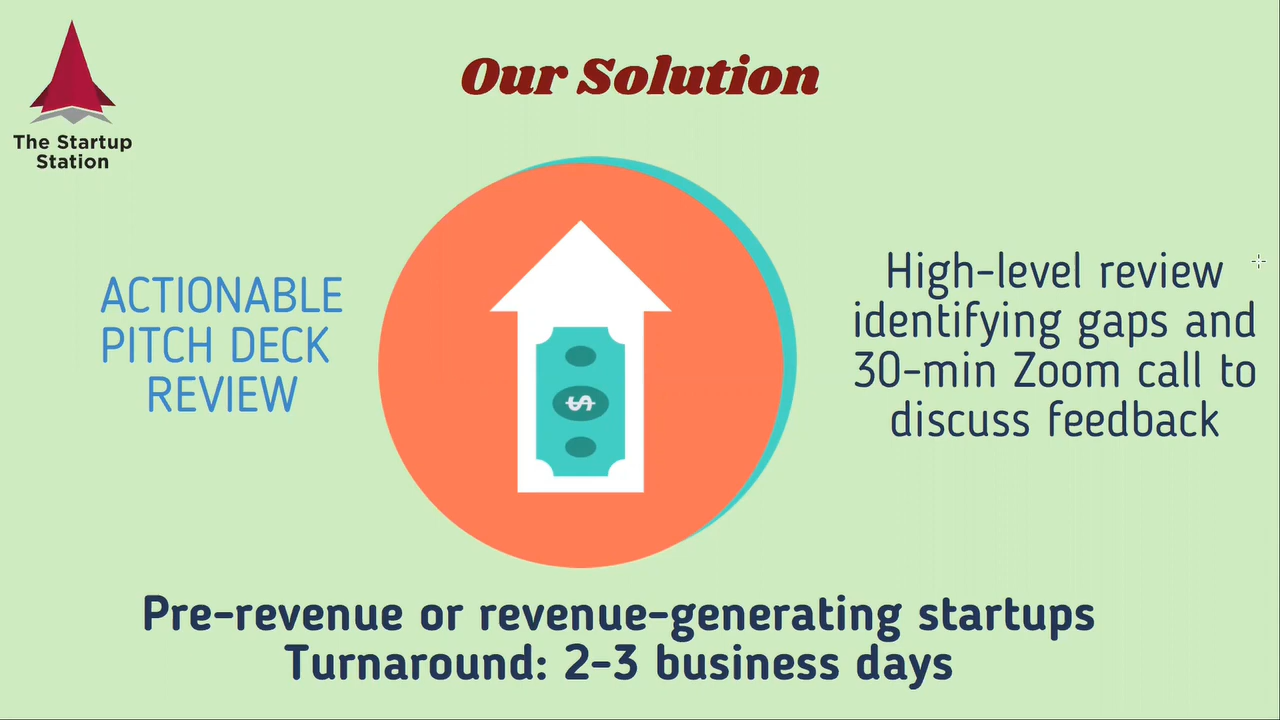 The Startup
Station
Our Solution
ACTIONABLE
PITCH DECK
REVIEW
$
High-level review
identifying gaps and
30-min Zoom call to
discuss feedback
Pre-revenue or revenue-generating startups
Turnaround: 2-3 business days